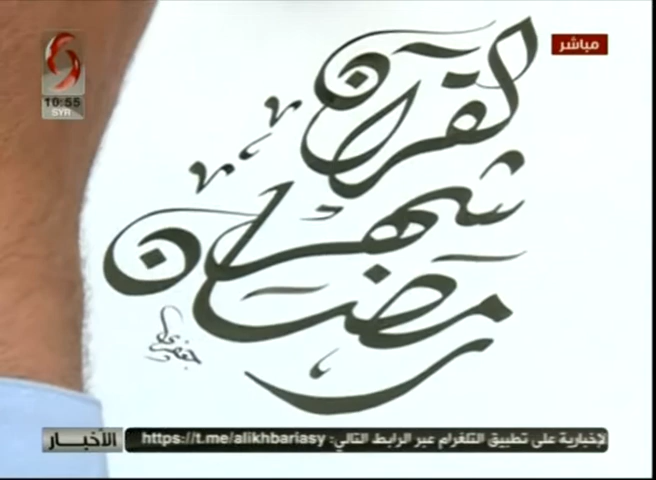 مباشر
10:55
SYR
القرآن
شهر
رمضان
الأخبار
لإخبارية على تطبيق التلغرام عبر الرابط التالي: https://t.me/alikhbariasy